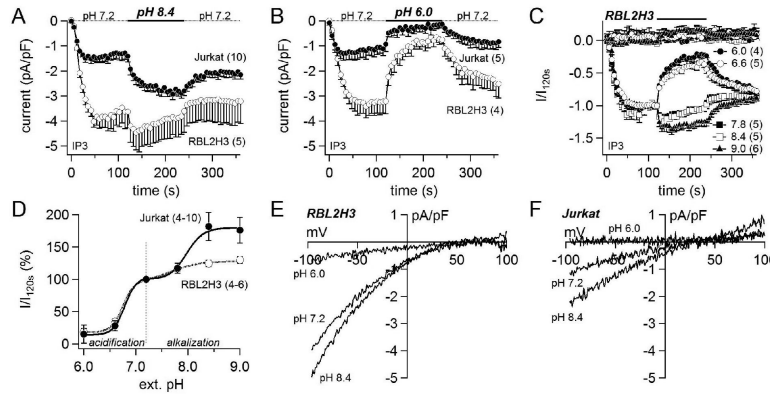 A
pH 7.2 pH 8.4 pH 7.2
0
-1
-2
-3
-4
-5
current (pA/pF)
Jurkat (10)
RBL2H3 (5)
IP3
0 100 200 300
time (s)
B
pH 7.2 pH 6.0 pH 7.2
0
-1
-2
-3
-4
-5
current (pA/pF)
Jurkat (5)
RBL2H3 (4)
IP3
0 100 200 300
time (s)
C
RBL2H3
0.0
-0.5
-1.0
-1.5
I/I120s
6.0 (4)
6.6 (5)
7.8 (5)
8.4 (5)
9.0 (6)
IP3
0 100 200 300
time (s)
D
200
150
100
50
0
I/I120s (%)
Jurkat (4-10)
RBL2H3 (4-6)
acidification alkalization
6.0 7.0 8.0 9.0
ext. pH
E
RBL2H3
1 pA/pF
mV
-100 -50 50 100
pH 6.0
pH 7.2
pH 8.4
-1
-2
-3
-4
-5
F
Jurkat
1 pA/pF
mV
pH 6.0
-100 -50 50 100
pH 7.2
pH 8.4
-1
-2
-3
-4
-5